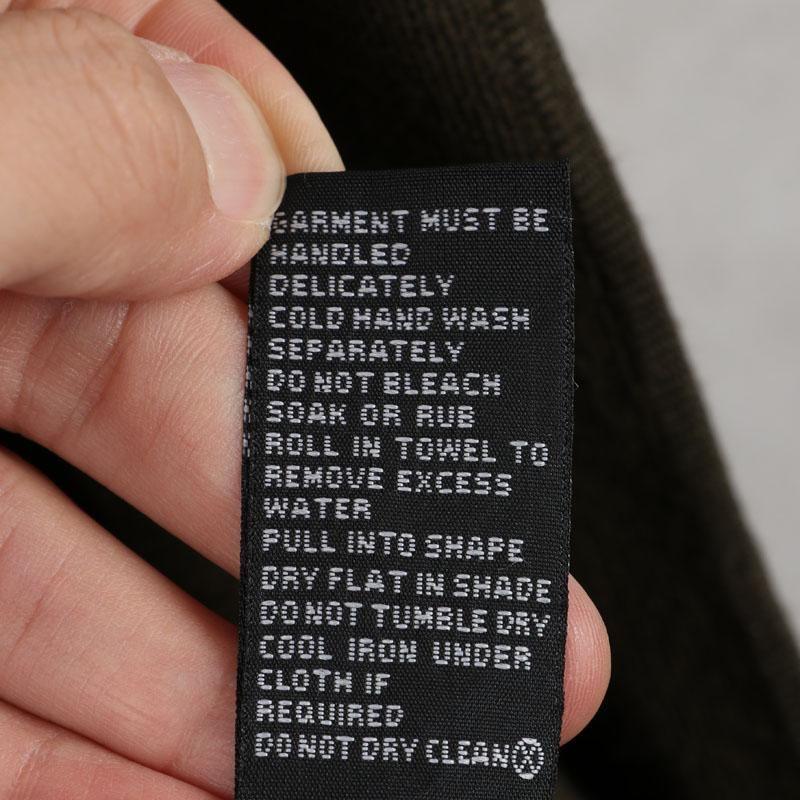 GARMENT MUST BE
HANDLED
DELICATELY
COLD HAND WASH
SEPARATELY
DO NOT BLEACH
SOAK OR RUB
ROLL IN TOWEL TO
REMOVE EXCESS
WATER
PULL INTO SHAPE
DRY FLAT IN SHADE
DO NOT TUMBLE DRY
COOL IRON UNDER
CLOTH IF
REQUIRED
DO NOT DRY CLEAN